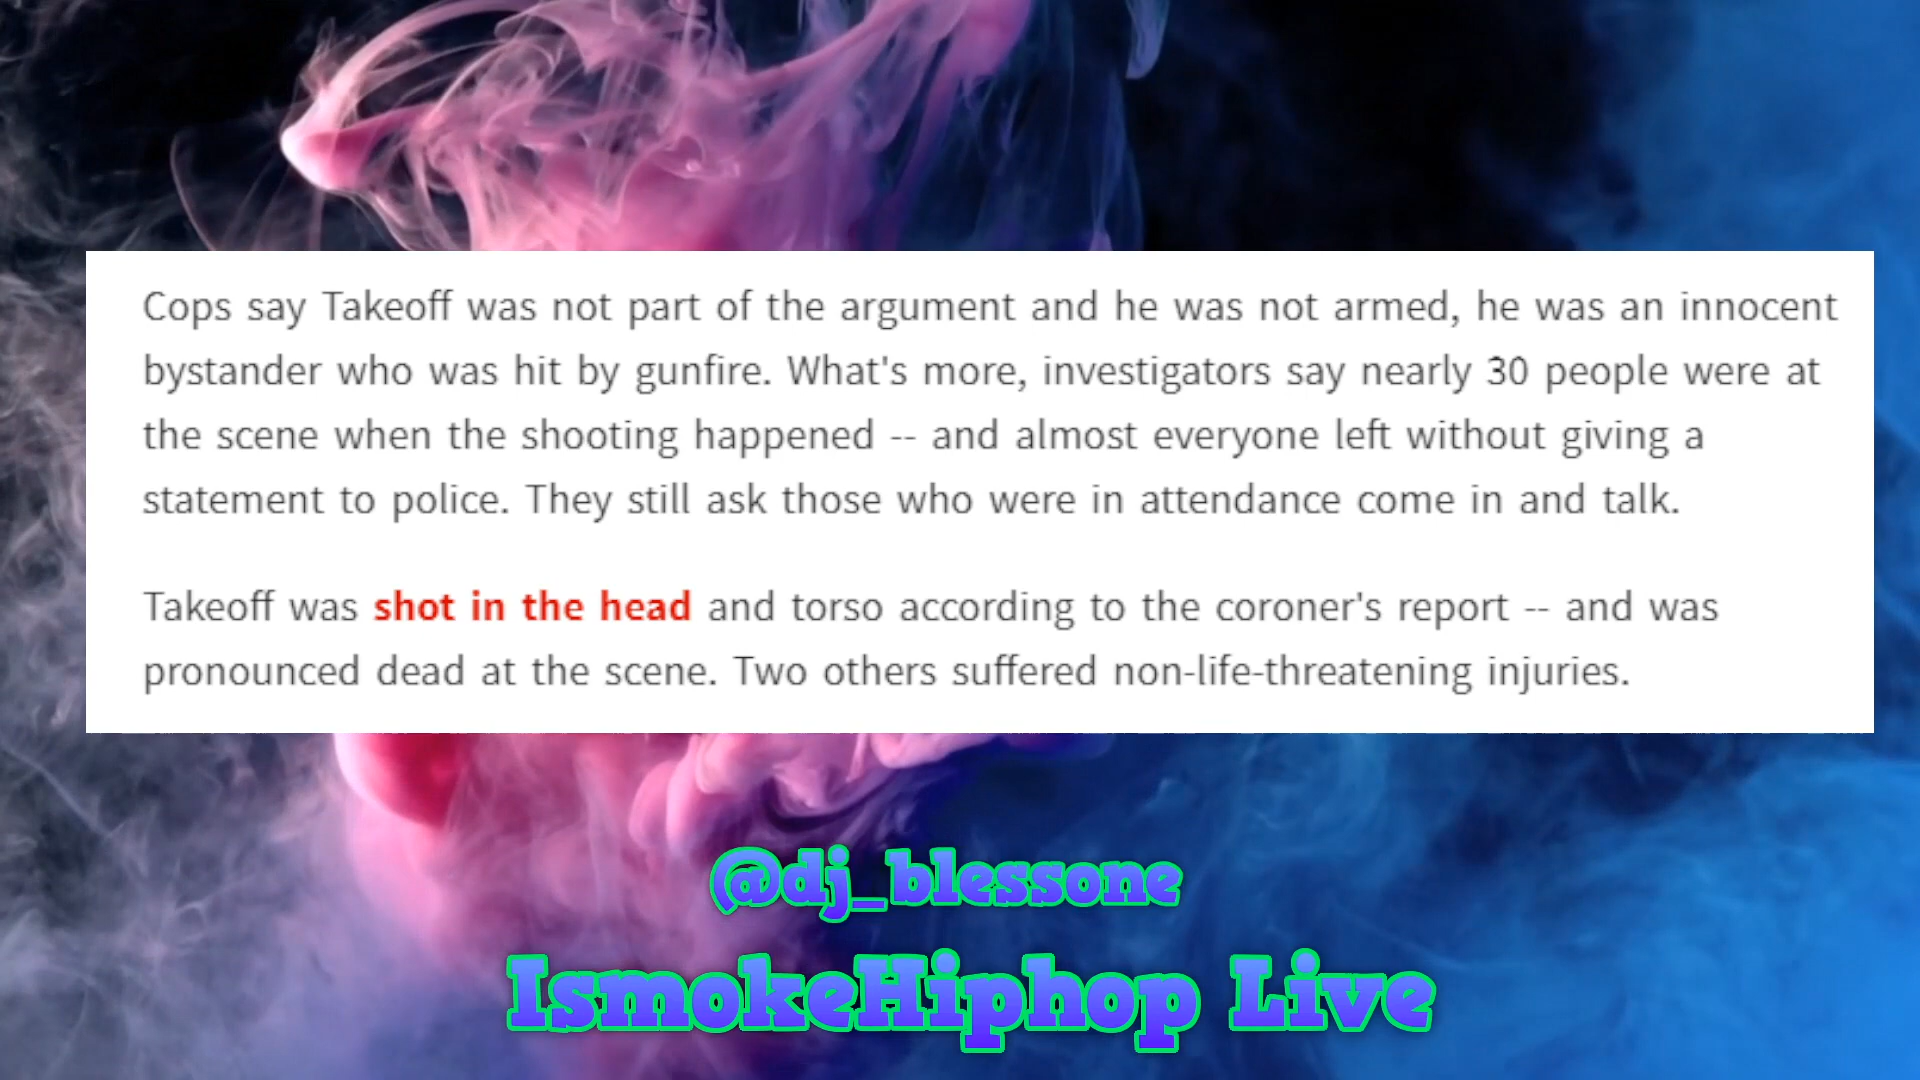 Cops say Takeoff was not part of the argument and he was not armed, he was an innocent
bystander who was hit by gunfire. What's more, investigators say nearly 30 people were at
the scene when the shooting happened -- and almost everyone left without giving a
statement to police. They still ask those who were in attendance come in and talk.
Takeoff was shot in the head and torso according to the coroner's report -- and was
pronounced dead at the scene. Two others suffered non-life-threatening injuries.
@dj_blessone
IsmokeHiphop Live